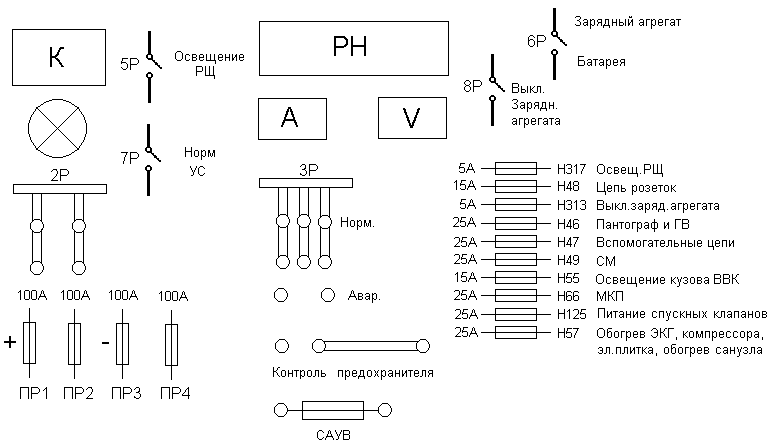 К
5Р
Освещение
РЩ
РН
Зарядный агрегат
6Р
Батарея
8Р
Выкл.
Зарядн.
агрегата
А
V
7Р
Норм
УС
2Р
3Р
Норм.
Авар.
5А Н317 Освещ.РЩ
15А Н48 Цепь розеток
5А Н313 Выкл.заряд.агрегата
25А Н46 Пантограф и ГВ
25А Н47 Вспомогательные цепи
25А Н49 СМ
15А Н55 Освещение кузова ВВК
25А Н66 МКП
25А Н125 Питание спускных клапанов
25А Н57 Обогрев ЭКГ, компрессора,
эл.плитка, обогрев санузла
100А 100А 100А 100А
+ -
ПР1 ПР2 ПР3 ПР4
Контроль предохранителя
САУВ